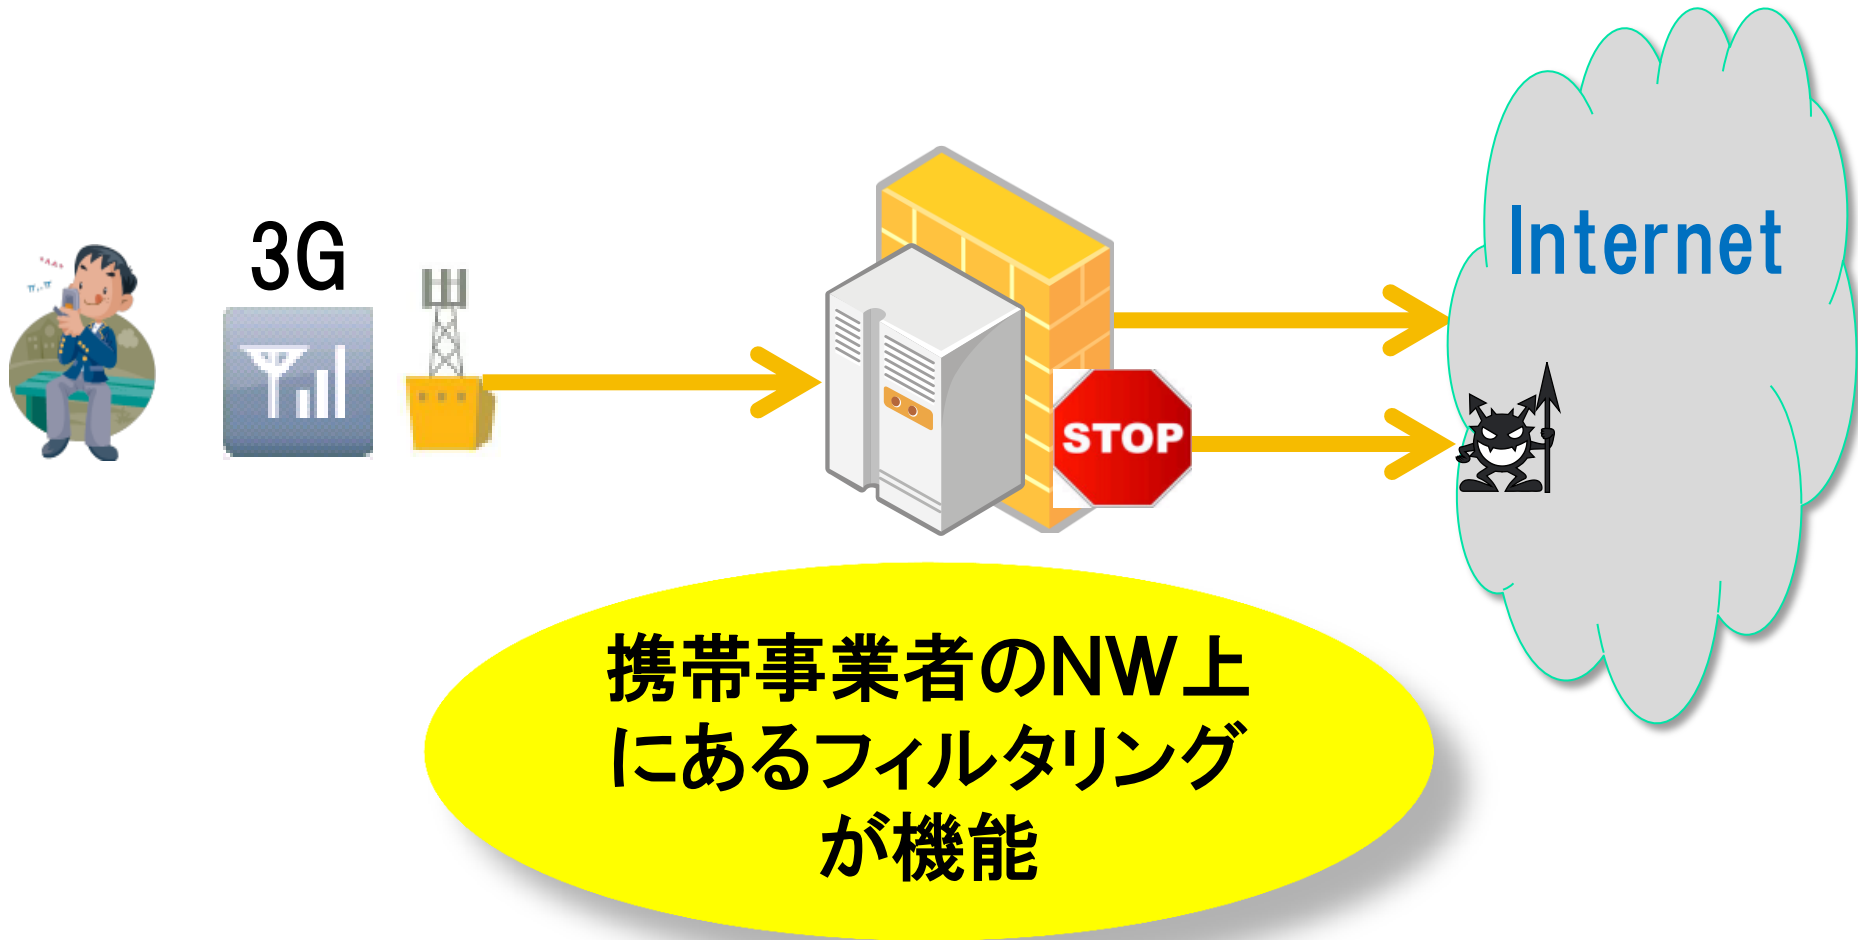 3G
Internet
STOP
携帯事業者のNW上
にあるフィルタリング
が機能